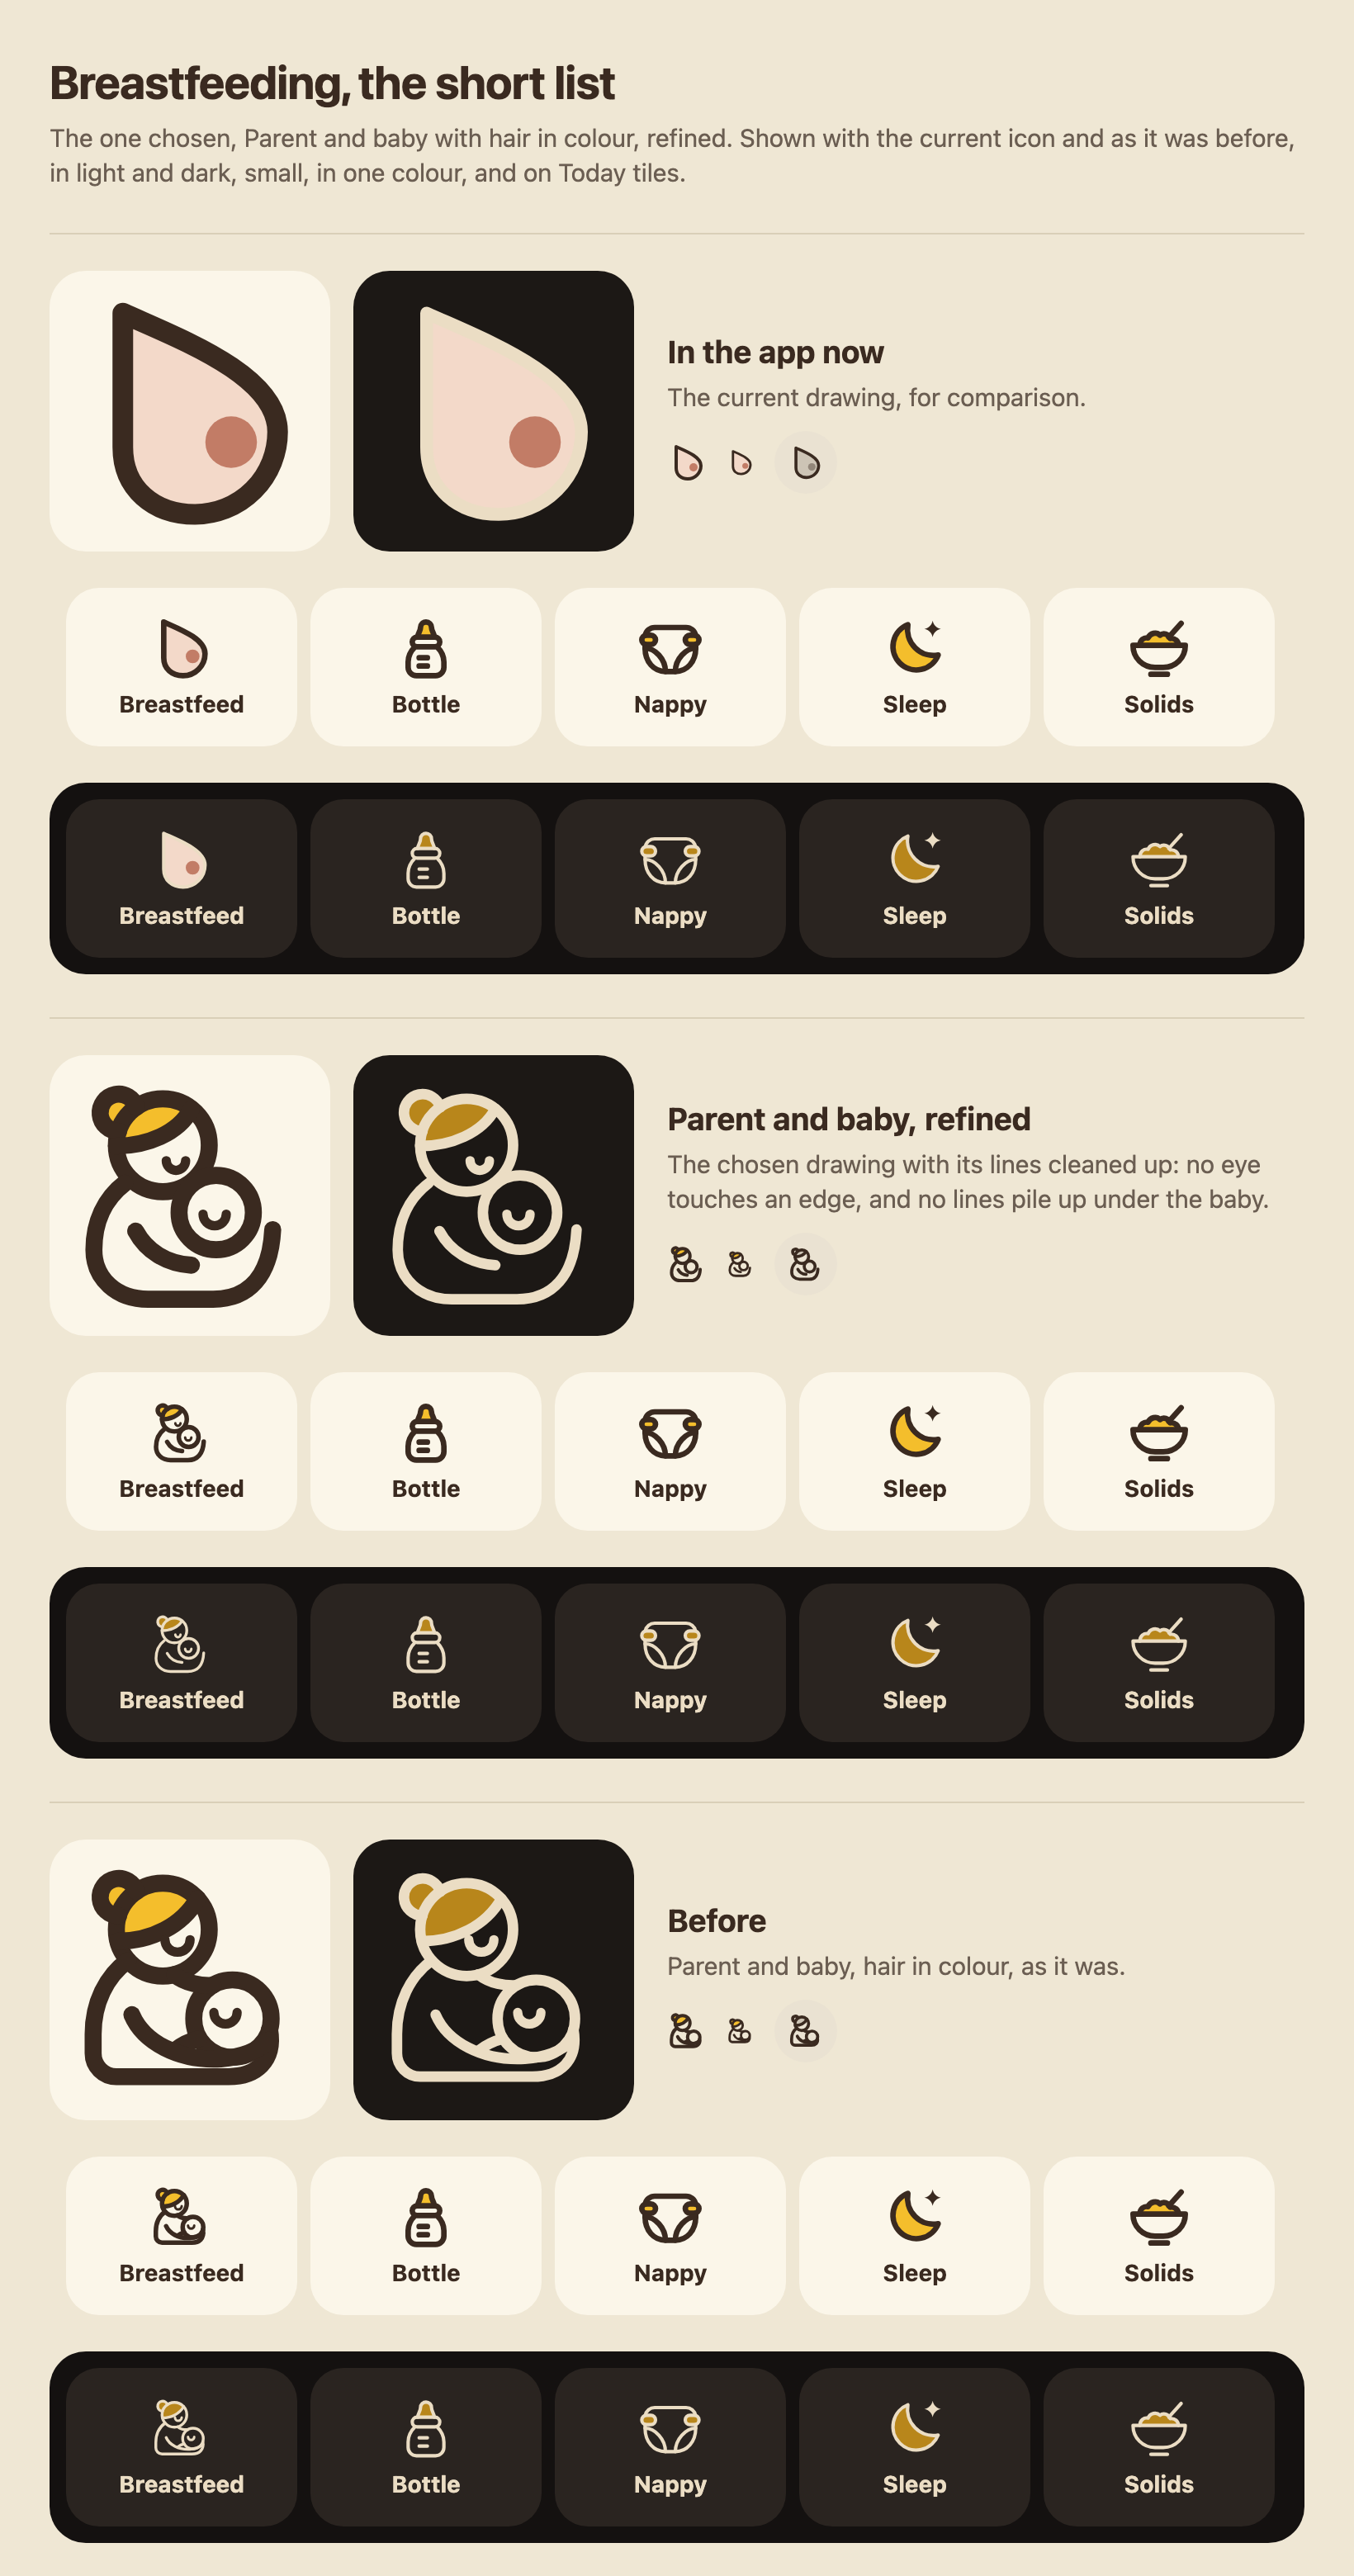 Breastfeeding, the short list
The one chosen, Parent and baby with hair in colour, refined. Shown with the current icon and as it was before,
in light and dark, small, in one colour, and on Today tiles.
In the app now
The current drawing, for comparison.
Breastfeed Bottle Nappy Sleep Solids
Breastfeed Bottle Nappy Sleep Solids
Parent and baby, refined
The chosen drawing with its lines cleaned up: no eye
touches an edge, and no lines pile up under the baby.
Breastfeed Bottle Nappy Sleep Solids
Breastfeed Bottle Nappy Sleep Solids
Before
Parent and baby, hair in colour, as it was.
Breastfeed Bottle Nappy Sleep Solids
Breastfeed Bottle Nappy Sleep Solids